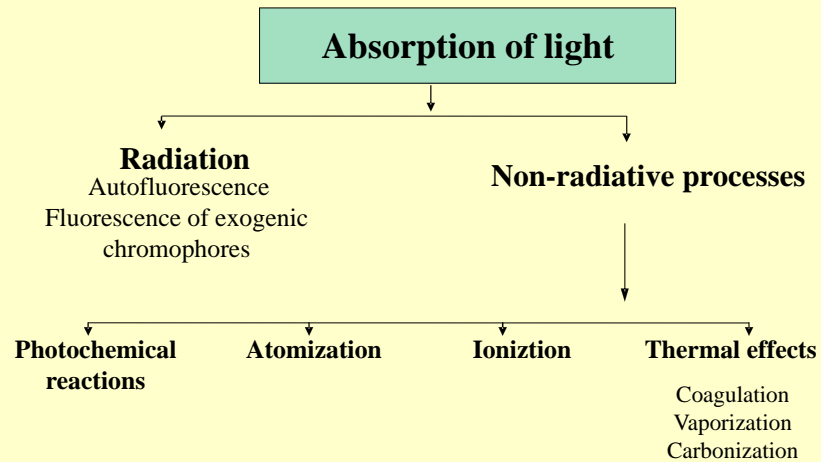 Absorption of light
Radiation
Autofluorescence
Fluorescence of exogenic
chromophores
Non-radiative processes
Photochemical
reactions
Atomization
Ioniztion
Thermal effects
Coagulation
Vaporization
Carbonization